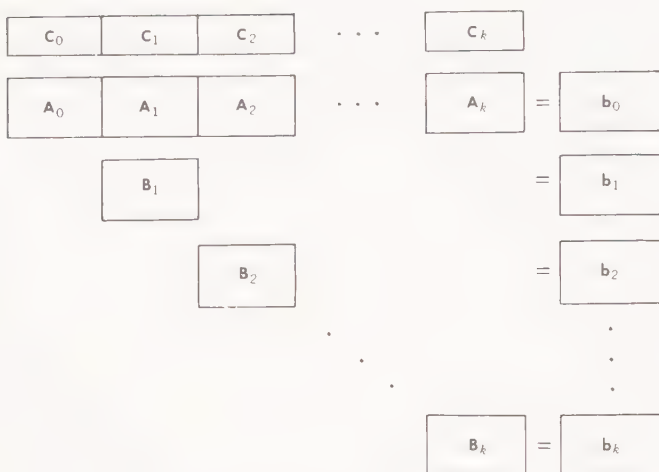 C₀ C₁ C₂ · · · Cₖ
A₀ A₁ A₂ · · · Aₖ = b₀
B₁ = b₁
B₂ = b₂
Bₖ = bₖ